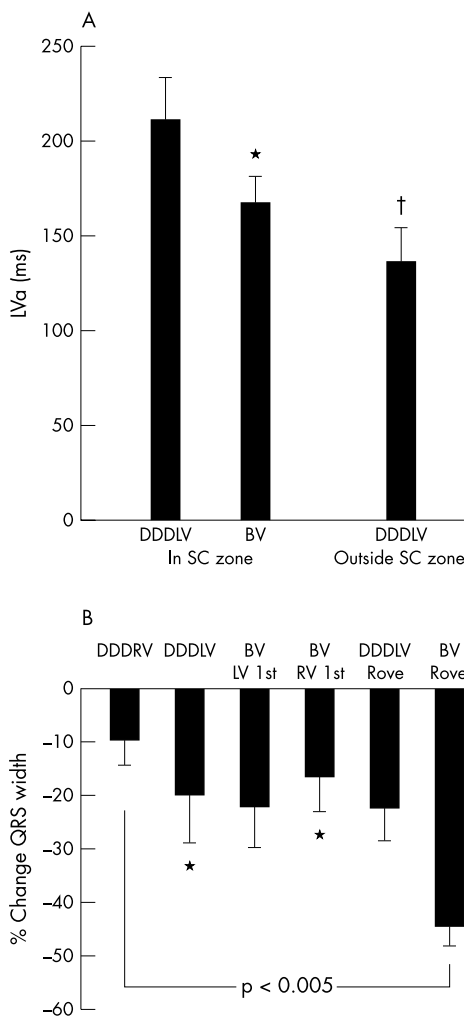 A
250
200
150
100
50
0
LVa (ms)
★
†
DDDLV BV DDDLV
In SC zone Outside SC zone
B
DDDRV DDDLV BV BV DDDLV BV
LV 1st RV 1st Rove Rove
0
–10
–20
–30
–40
–50
–60
% Change QRS width
★ ★
p < 0.005